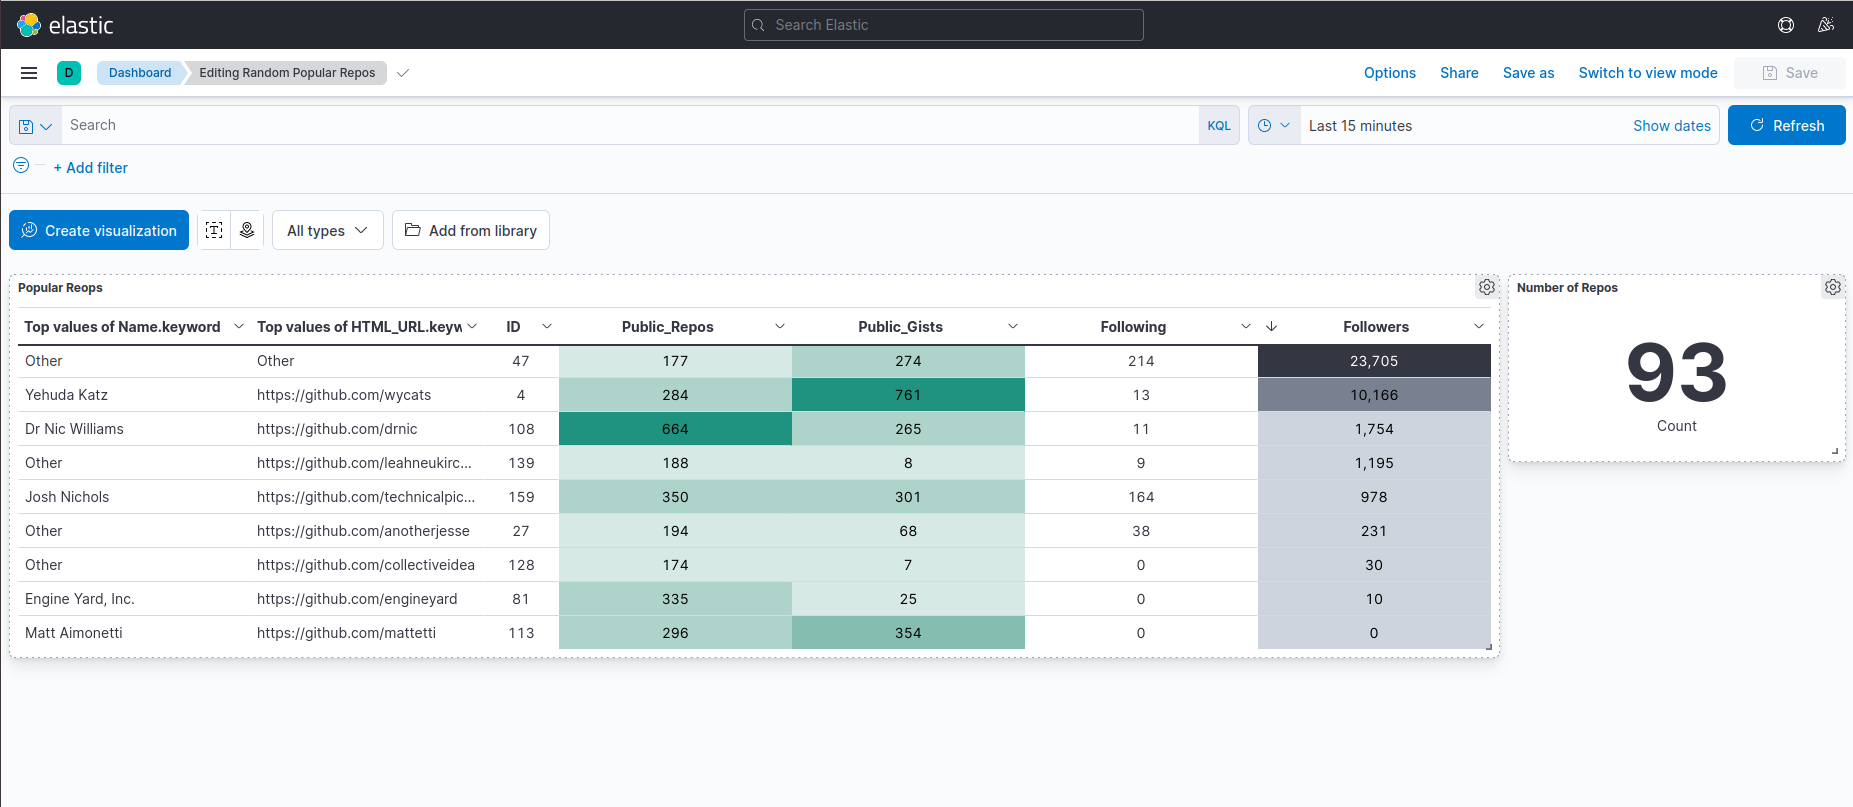 elastic Search Elastic
D Dashboard Editing Random Popular Repos Options Share Save as Switch to view mode Save
Search KQL Last 15 minutes Show dates Refresh
+ Add filter
Create visualization All types Add from library
Popular Reops Number of Repos
Top values of Name.keyword Top values of HTML_URL.keyw ID Public_Repos Public_Gists Following Followers
Other Other 47 177 274 214 23,705
Yehuda Katz https://github.com/wycats 4 284 761 13 10,166
Dr Nic Williams https://github.com/drnic 108 664 265 11 1,754
Other https://github.com/leahneukirc... 139 188 8 9 1,195
Josh Nichols https://github.com/technicalpic... 159 350 301 164 978
Other https://github.com/anotherjesse 27 194 68 38 231
Other https://github.com/collectiveidea 128 174 7 0 30
Engine Yard, Inc. https://github.com/engineyard 81 335 25 0 10
Matt Aimonetti https://github.com/mattetti 113 296 354 0 0
93
Count